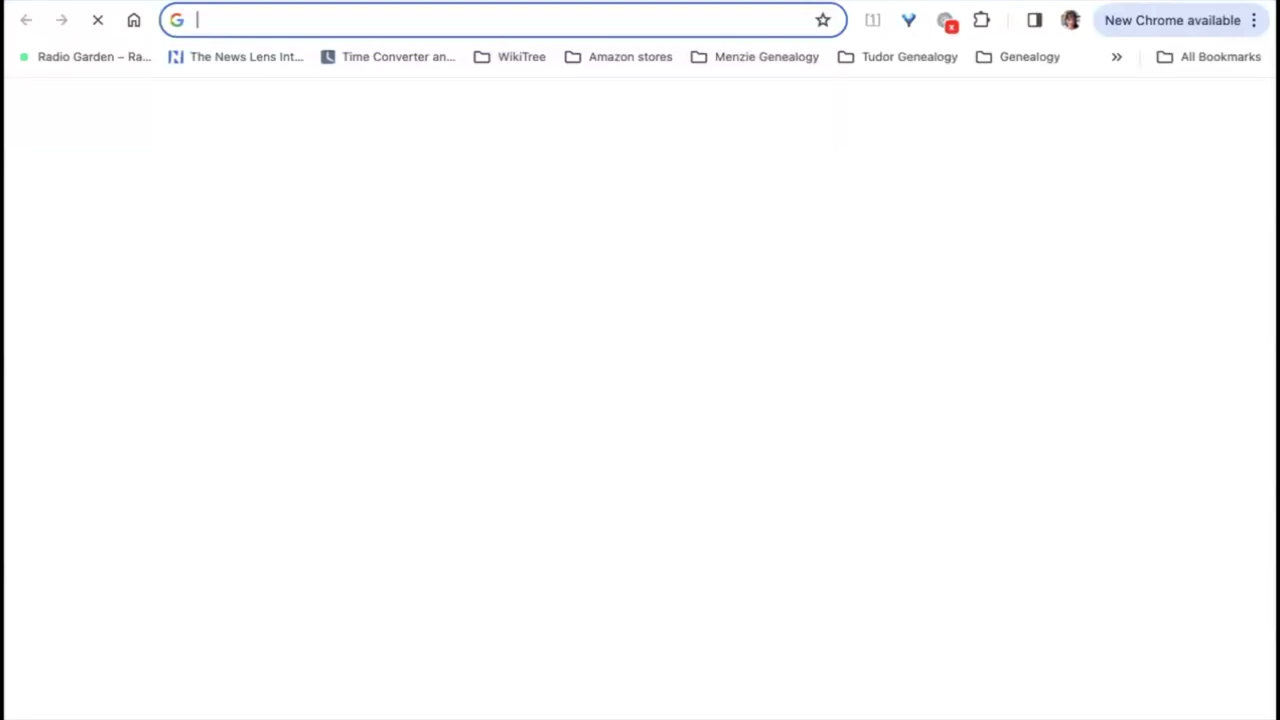 New Chrome available
Radio Garden – Ra... The News Lens Int... Time Converter an... WikiTree Amazon stores Menzie Genealogy Tudor Genealogy Genealogy » All Bookmarks